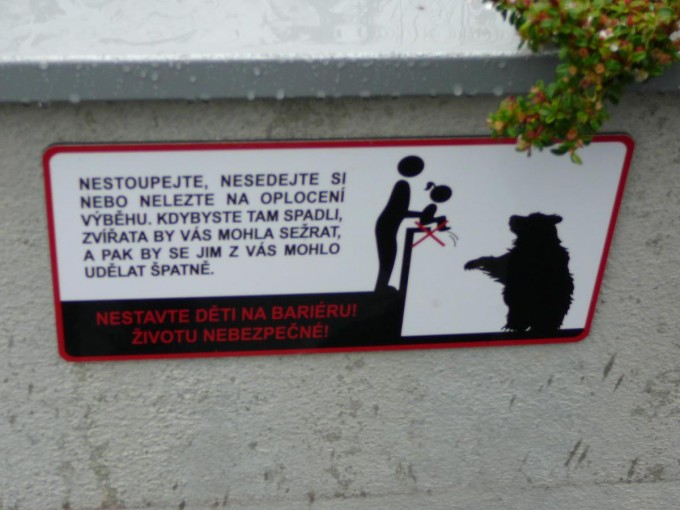 NESTOUPEJTE, NESEDEJTE SI
NEBO NELEZTE NA OPLOCENÍ
VÝBĚHU. KDYBYSTE TAM SPADLI,
ZVÍŘATA BY VÁS MOHLA SEŽRAT,
A PAK BY SE JIM Z VÁS MOHLO
UDĚLAT ŠPATNĚ.
NESTAVTE DĚTI NA BARIÉRU!
ŽIVOTU NEBEZPEČNÉ!